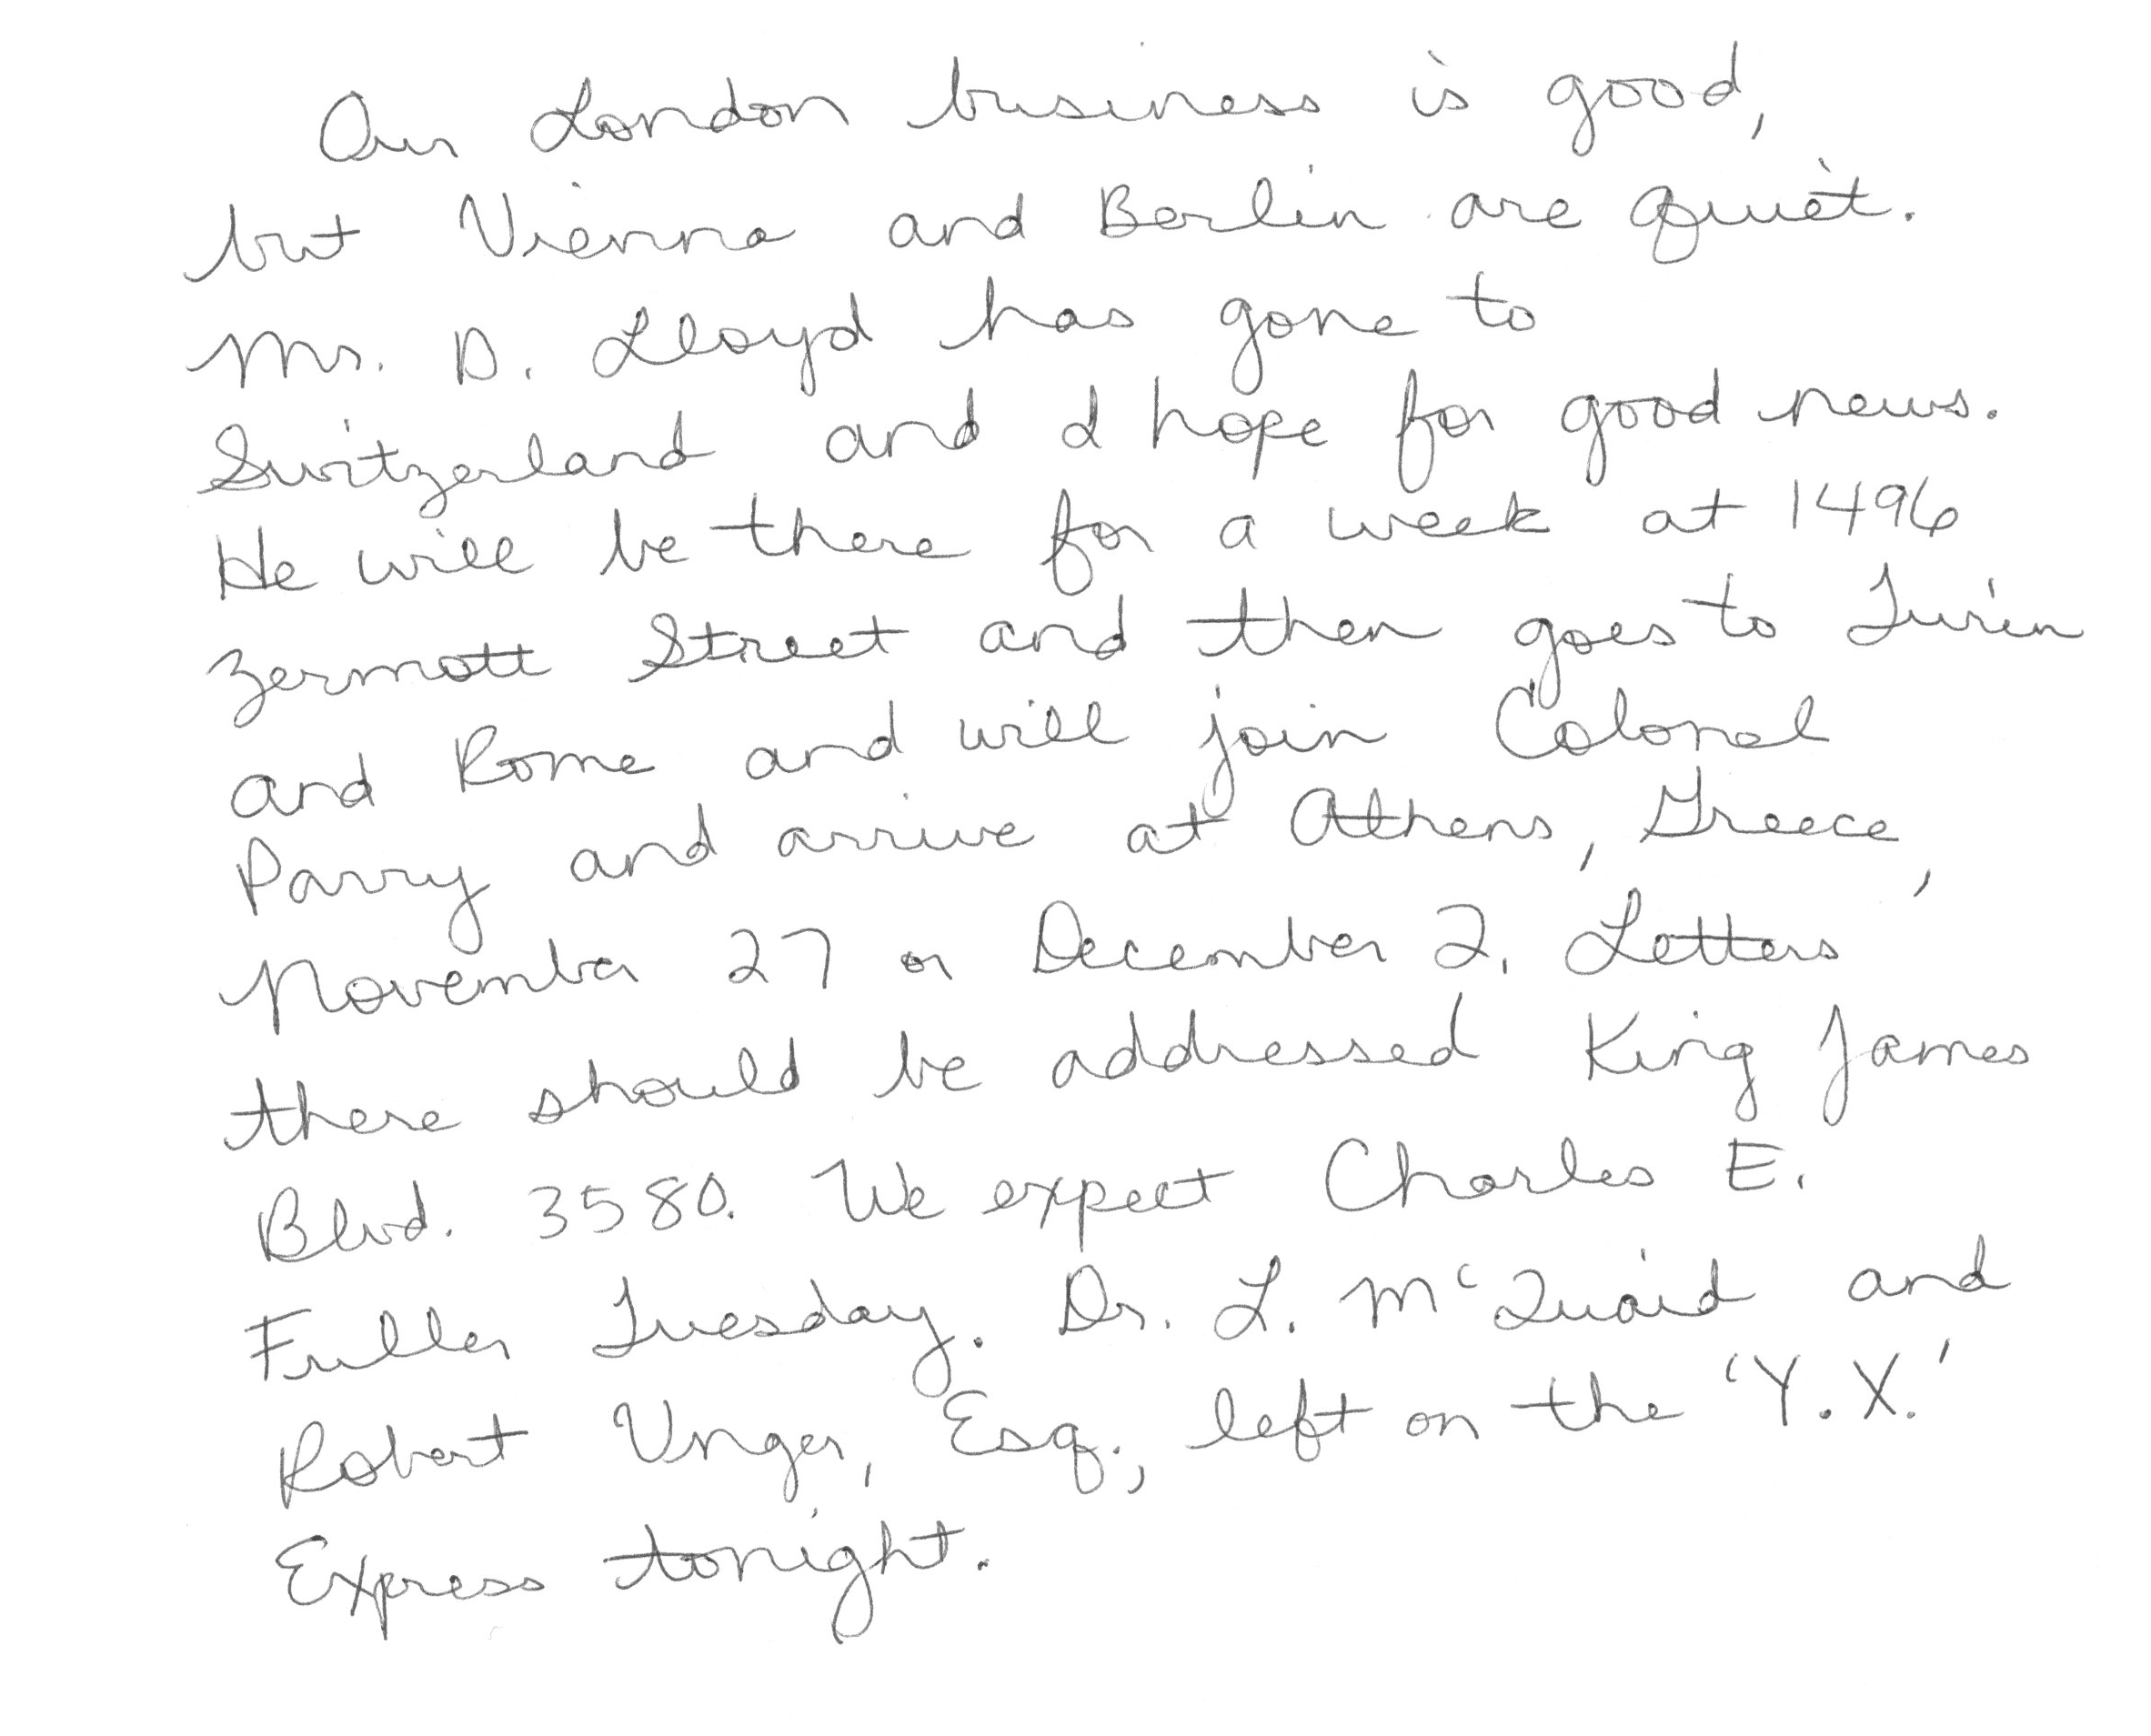 Our London business is good,
but Vienna and Berlin are quiet.
Mr. D. Lloyd has gone to
Switzerland and I hope for good news.
He will be there for a week at 1496
Zermott Street and then goes to Turin
and Rome and will join Colonel
Parry and arrive at Athens, Greece,
November 27 or December 2. Letters
there should be addressed King James
Blvd. 3580. We expect Charles E.
Fuller Tuesday. Dr. L. McQuaid and
Robert Unger, Esq., left on the 'Y.X.'
Express tonight.